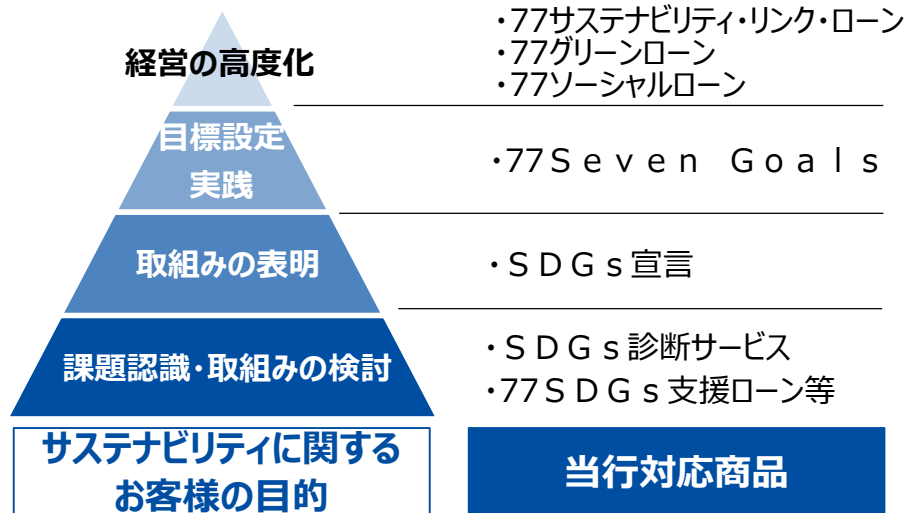 経営の高度化
・77サステナビリティ・リンク・ローン
・77グリーンローン
・77ソーシャルローン
目標設定
実践
・77Ｓｅｖｅｎ　Ｇｏａｌｓ
取組みの表明
・ＳＤＧｓ宣言
課題認識・取組みの検討
・ＳＤＧｓ診断サービス
・77ＳＤＧｓ支援ローン等
サステナビリティに関する
お客様の目的
当行対応商品